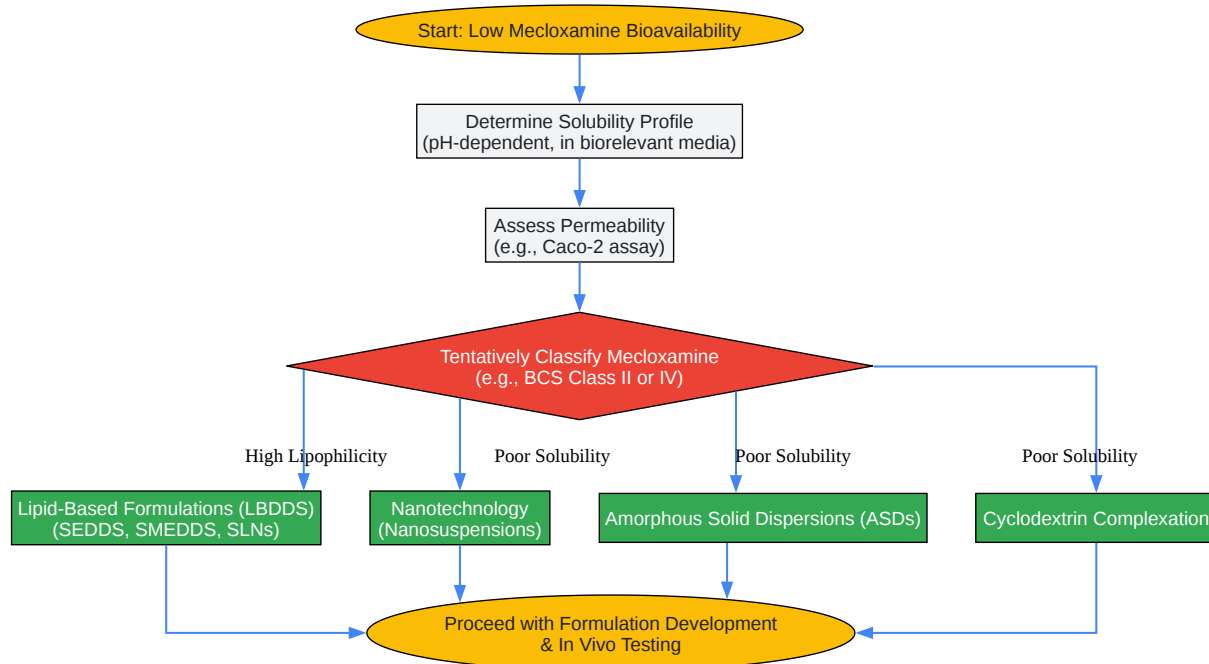 Start: Low Mecloxamine Bioavailability
Determine Solubility Profile
(pH-dependent, in biorelevant media)
Assess Permeability
(e.g., Caco-2 assay)
Tentatively Classify Mecloxamine
(e.g., BCS Class II or IV)
High Lipophilicity
Poor Solubility
Poor Solubility
Poor Solubility
Lipid-Based Formulations (LBDDS)
(SEDDS, SMEDDS, SLNs)
Nanotechnology
(Nanosuspensions)
Amorphous Solid Dispersions (ASDs)
Cyclodextrin Complexation
Proceed with Formulation Development
& In Vivo Testing